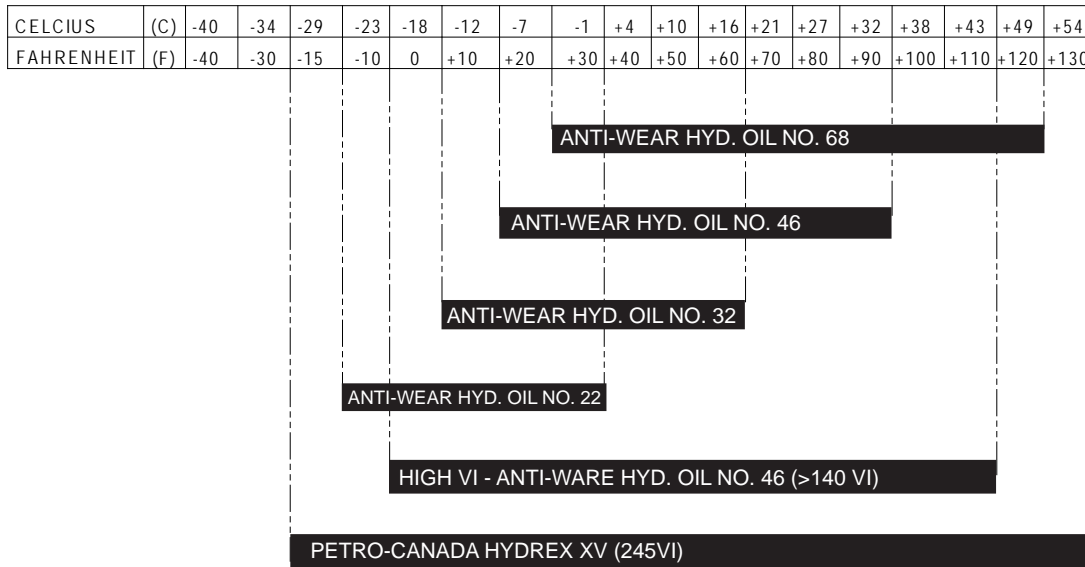 CELCIUS (C) -40 -34 -29 -23 -18 -12 -7 -1 +4 +10 +16 +21 +27 +32 +38 +43 +49 +54
FAHRENHEIT (F) -40 -30 -15 -10 0 +10 +20 +30 +40 +50 +60 +70 +80 +90 +100 +110 +120 +130
ANTI-WEAR HYD. OIL NO. 68
ANTI-WEAR HYD. OIL NO. 46
ANTI-WEAR HYD. OIL NO. 32
ANTI-WEAR HYD. OIL NO. 22
HIGH VI - ANTI-WARE HYD. OIL NO. 46 (>140 VI)
PETRO-CANADA HYDREX XV (245VI)